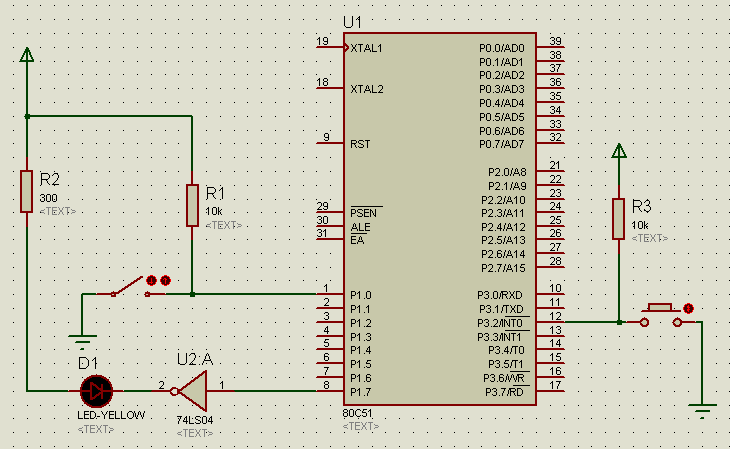 U1
19 XTAL1 P0.0/AD0 39
P0.1/AD1 38
P0.2/AD2 37
18 XTAL2 P0.3/AD3 36
P0.4/AD4 35
P0.5/AD5 34
P0.6/AD6 33
9 RST P0.7/AD7 32
P2.0/A8 21
P2.1/A9 22
P2.2/A10 23
29 PSEN P2.3/A11 24
30 ALE P2.4/A12 25
31 EA P2.5/A13 26
P2.6/A14 27
P2.7/A15 28
1 P1.0 P3.0/RXD 10
2 P1.1 P3.1/TXD 11
3 P1.2 P3.2/INT0 12
4 P1.3 P3.3/INT1 13
5 P1.4 P3.4/T0 14
6 P1.5 P3.5/T1 15
7 P1.6 P3.6/WR 16
8 P1.7 P3.7/RD 17
80C51
<TEXT>
R2
300
<TEXT>
R1
10k
<TEXT>
R3
10k
<TEXT>
D1
LED-YELLOW
<TEXT>
U2:A
2 1
74LS04
<TEXT>